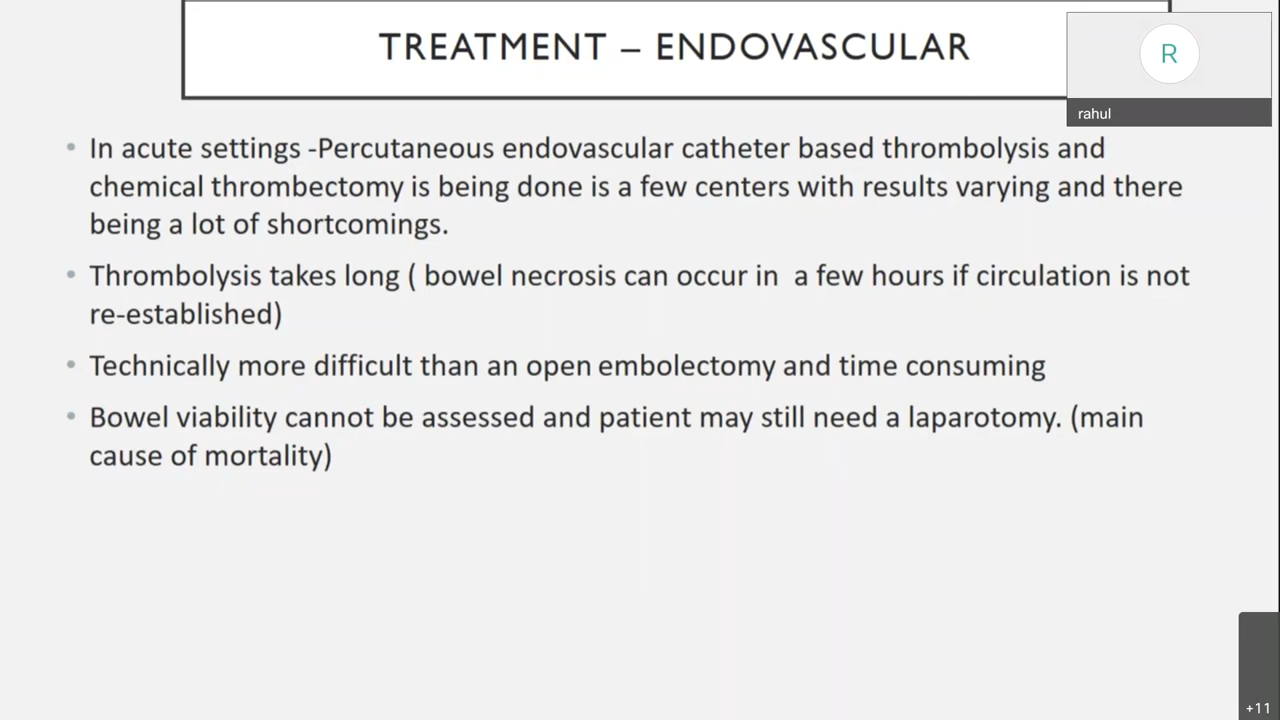 TREATMENT – ENDOVASCULAR
R
rahul
• In acute settings -Percutaneous endovascular catheter based thrombolysis and
chemical thrombectomy is being done is a few centers with results varying and there
being a lot of shortcomings.
• Thrombolysis takes long ( bowel necrosis can occur in  a few hours if circulation is not
re-established)
• Technically more difficult than an open embolectomy and time consuming
• Bowel viability cannot be assessed and patient may still need a laparotomy. (main
cause of mortality)
+11